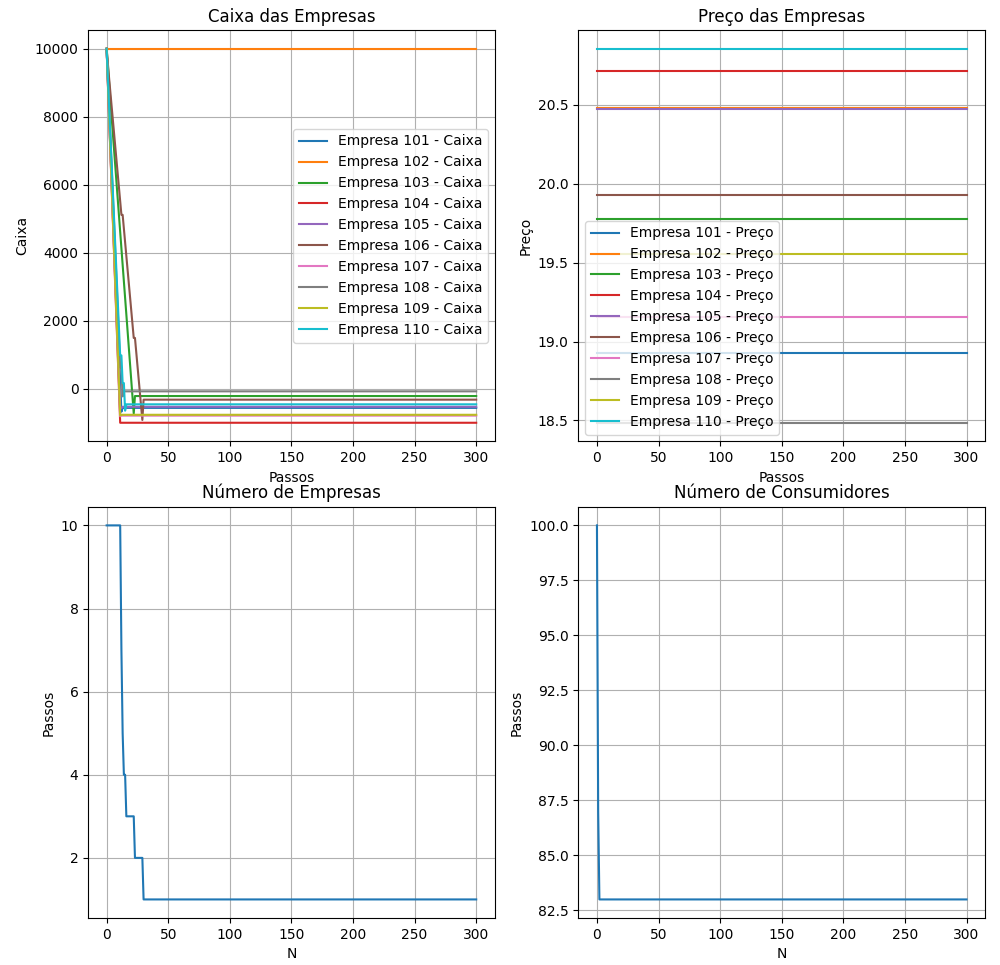 Caixa das Empresas
Caixa
10000
8000
6000
4000
2000
0
Empresa 101 - Caixa
Empresa 102 - Caixa
Empresa 103 - Caixa
Empresa 104 - Caixa
Empresa 105 - Caixa
Empresa 106 - Caixa
Empresa 107 - Caixa
Empresa 108 - Caixa
Empresa 109 - Caixa
Empresa 110 - Caixa
0 50 100 150 200 250 300
Passos
Preço das Empresas
Preço
20.5
20.0
19.5
19.0
18.5
Empresa 101 - Preço
Empresa 102 - Preço
Empresa 103 - Preço
Empresa 104 - Preço
Empresa 105 - Preço
Empresa 106 - Preço
Empresa 107 - Preço
Empresa 108 - Preço
Empresa 109 - Preço
Empresa 110 - Preço
0 50 100 150 200 250 300
Passos
Número de Empresas
Passos
10
8
6
4
2
0 50 100 150 200 250 300
N
Número de Consumidores
Passos
100.0
97.5
95.0
92.5
90.0
87.5
85.0
82.5
0 50 100 150 200 250 300
N